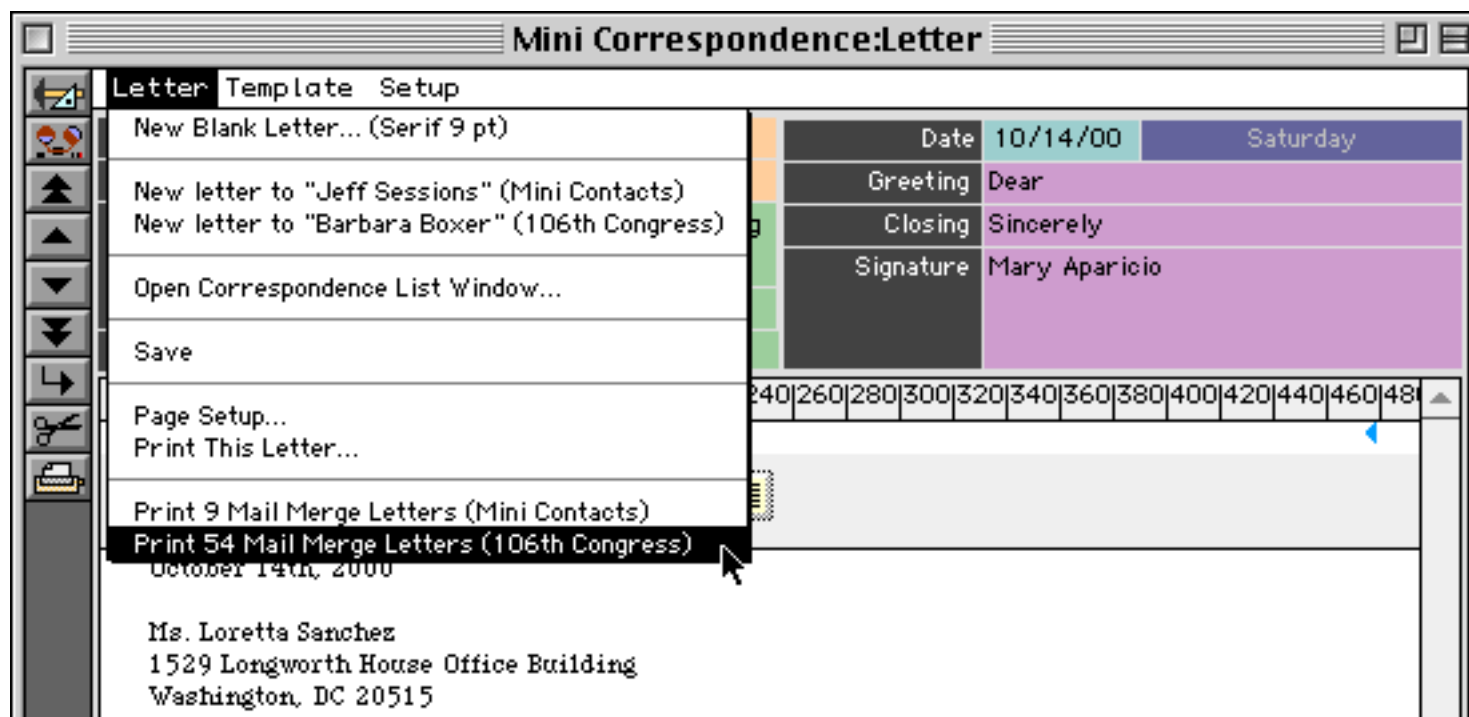 Mini Correspondence:Letter
Letter Template Setup
New Blank Letter... (Serif 9 pt)
New letter to "Jeff Sessions" (Mini Contacts)
New letter to "Barbara Boxer" (106th Congress)
Open Correspondence List Window...
Save
Page Setup...
Print This Letter...
Print 9 Mail Merge Letters (Mini Contacts)
Print 54 Mail Merge Letters (106th Congress)
Date 10/14/00 Saturday
Greeting Dear
Closing Sincerely
Signature Mary Aparicio
240|260|280|300|320|340|360|380|400|420|440|460|48
October 14th, 2000
Ms. Loretta Sanchez
1529 Longworth House Office Building
Washington, DC 20515